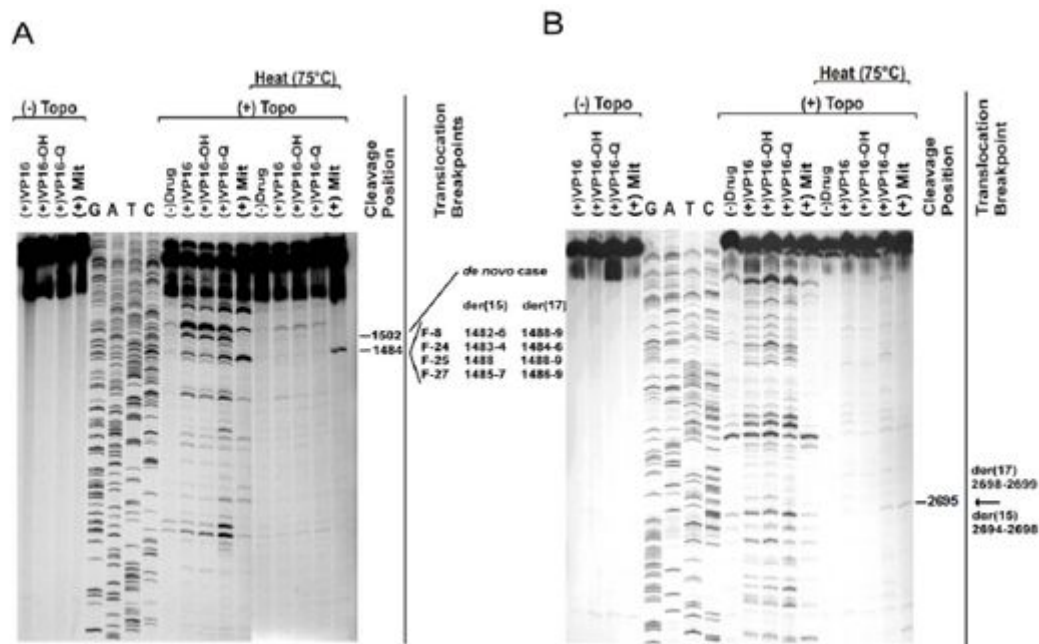 A
Heat (75°C)
(-) Topo
(+) Topo
(+)VP16
(+)VP16-OH
(+)VP16-Q
(+) Mit
G A T C
(-)Drug
(+)VP16
(+)VP16-OH
(+)VP16-Q
(+) Mit
(-)Drug
(+)VP16
(+)VP16-OH
(+)VP16-Q
(+) Mit
Cleavage
Position
Translocation
Breakpoints
de novo case
der(15) der(17)
1502
1484
F-8 1482-6 1488-9
F-24 1483-4 1484-6
F-25 1488 1488-9
F-27 1485-7 1486-9
B
Heat (75°C)
(-) Topo
(+) Topo
(+)VP16
(+)VP16-OH
(+)VP16-Q
(+) Mit
G A T C
(-)Drug
(+)VP16
(+)VP16-OH
(+)VP16-Q
(+) Mit
(-)Drug
(+)VP16
(+)VP16-OH
(+)VP16-Q
(+) Mit
Cleavage
Position
Translocation
Breakpoint
der(17)
2698-2699
2695
der(15)
2694-2698